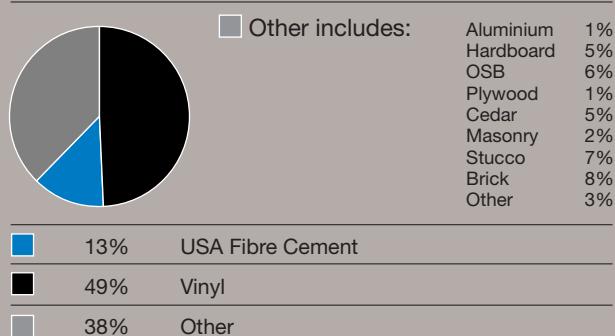 Other includes:
Aluminium 1%
Hardboard 5%
OSB 6%
Plywood 1%
Cedar 5%
Masonry 2%
Stucco 7%
Brick 8%
Other 3%
13% USA Fibre Cement
49% Vinyl
38% Other